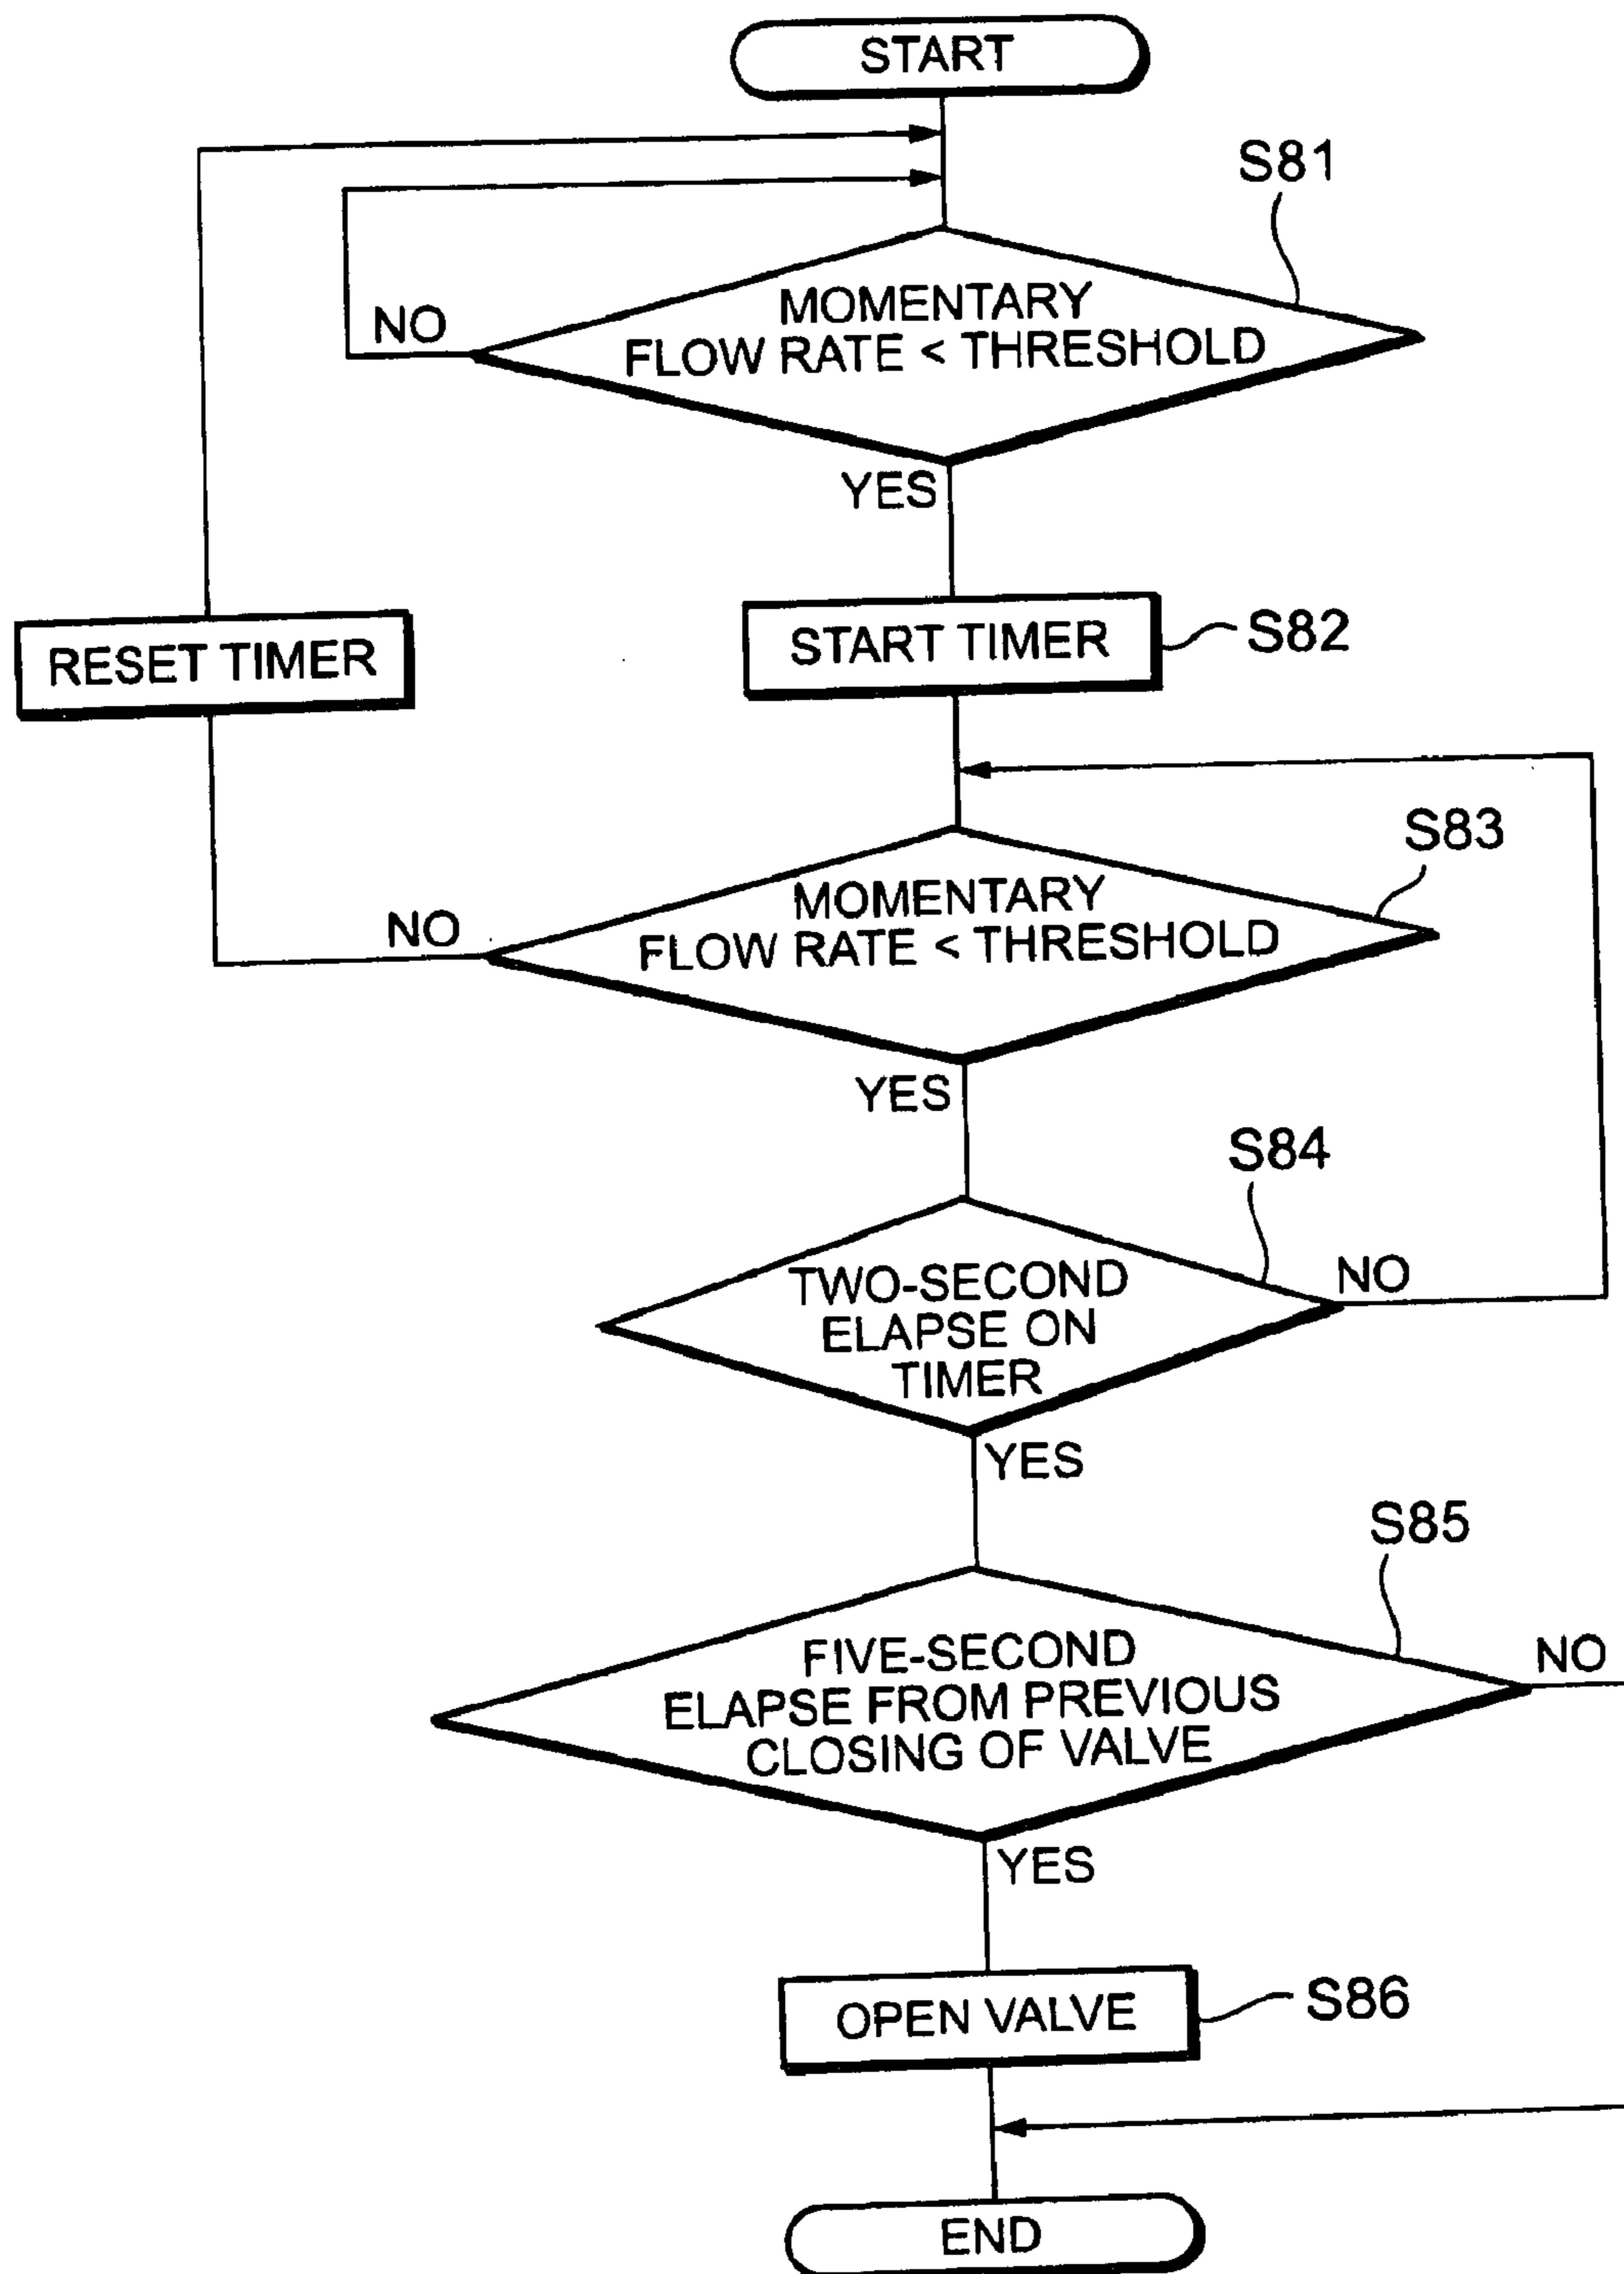 START
S81
MOMENTARY
FLOW RATE < THRESHOLD
NO
YES
START TIMER
S82
RESET TIMER
S83
MOMENTARY
FLOW RATE < THRESHOLD
NO
YES
S84
TWO-SECOND
ELAPSE ON
TIMER
NO
YES
S85
FIVE-SECOND
ELAPSE FROM PREVIOUS
CLOSING OF VALVE
NO
YES
OPEN VALVE
S86
END